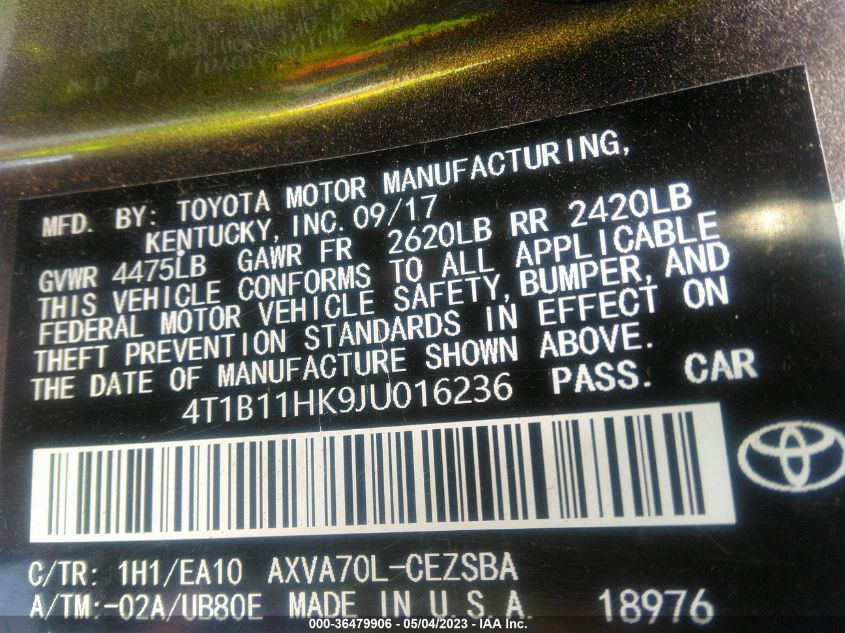 MFD. BY: TOYOTA MOTOR MANUFACTURING,
KENTUCKY, INC. 09/17
GVWR 4475LB GAWR FR 2620LB RR 2420LB
THIS VEHICLE CONFORMS TO ALL APPLICABLE
FEDERAL MOTOR VEHICLE SAFETY, BUMPER, AND
THEFT PREVENTION STANDARDS IN EFFECT ON
THE DATE OF MANUFACTURE SHOWN ABOVE.
4T1B11HK9JU016236 PASS. CAR
C/TR: 1H1/EA10 AXVA70L-CEZSBA
A/TM:-02A/UB80E MADE IN U.S.A. 18976
000-36479906 - 05/04/2023 - IAA Inc.